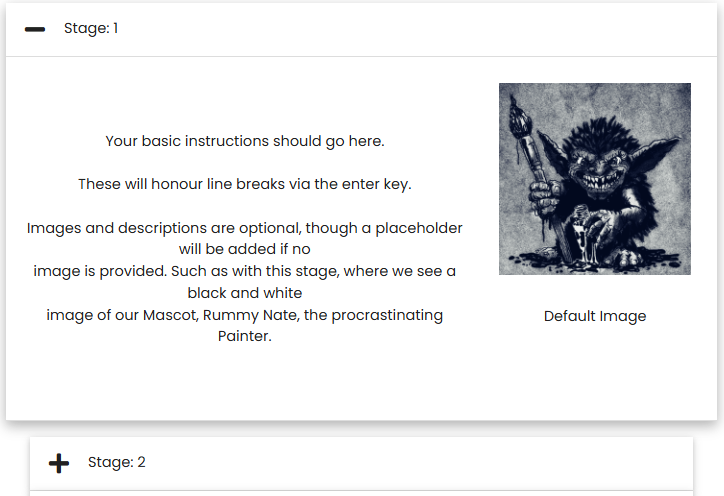 Stage: 1
Your basic instructions should go here.
These will honour line breaks via the enter key.
Images and descriptions are optional, though a placeholder
will be added if no
image is provided. Such as with this stage, where we see a
black and white
image of our Mascot, Rummy Nate, the procrastinating
Painter.
Default Image
Stage: 2